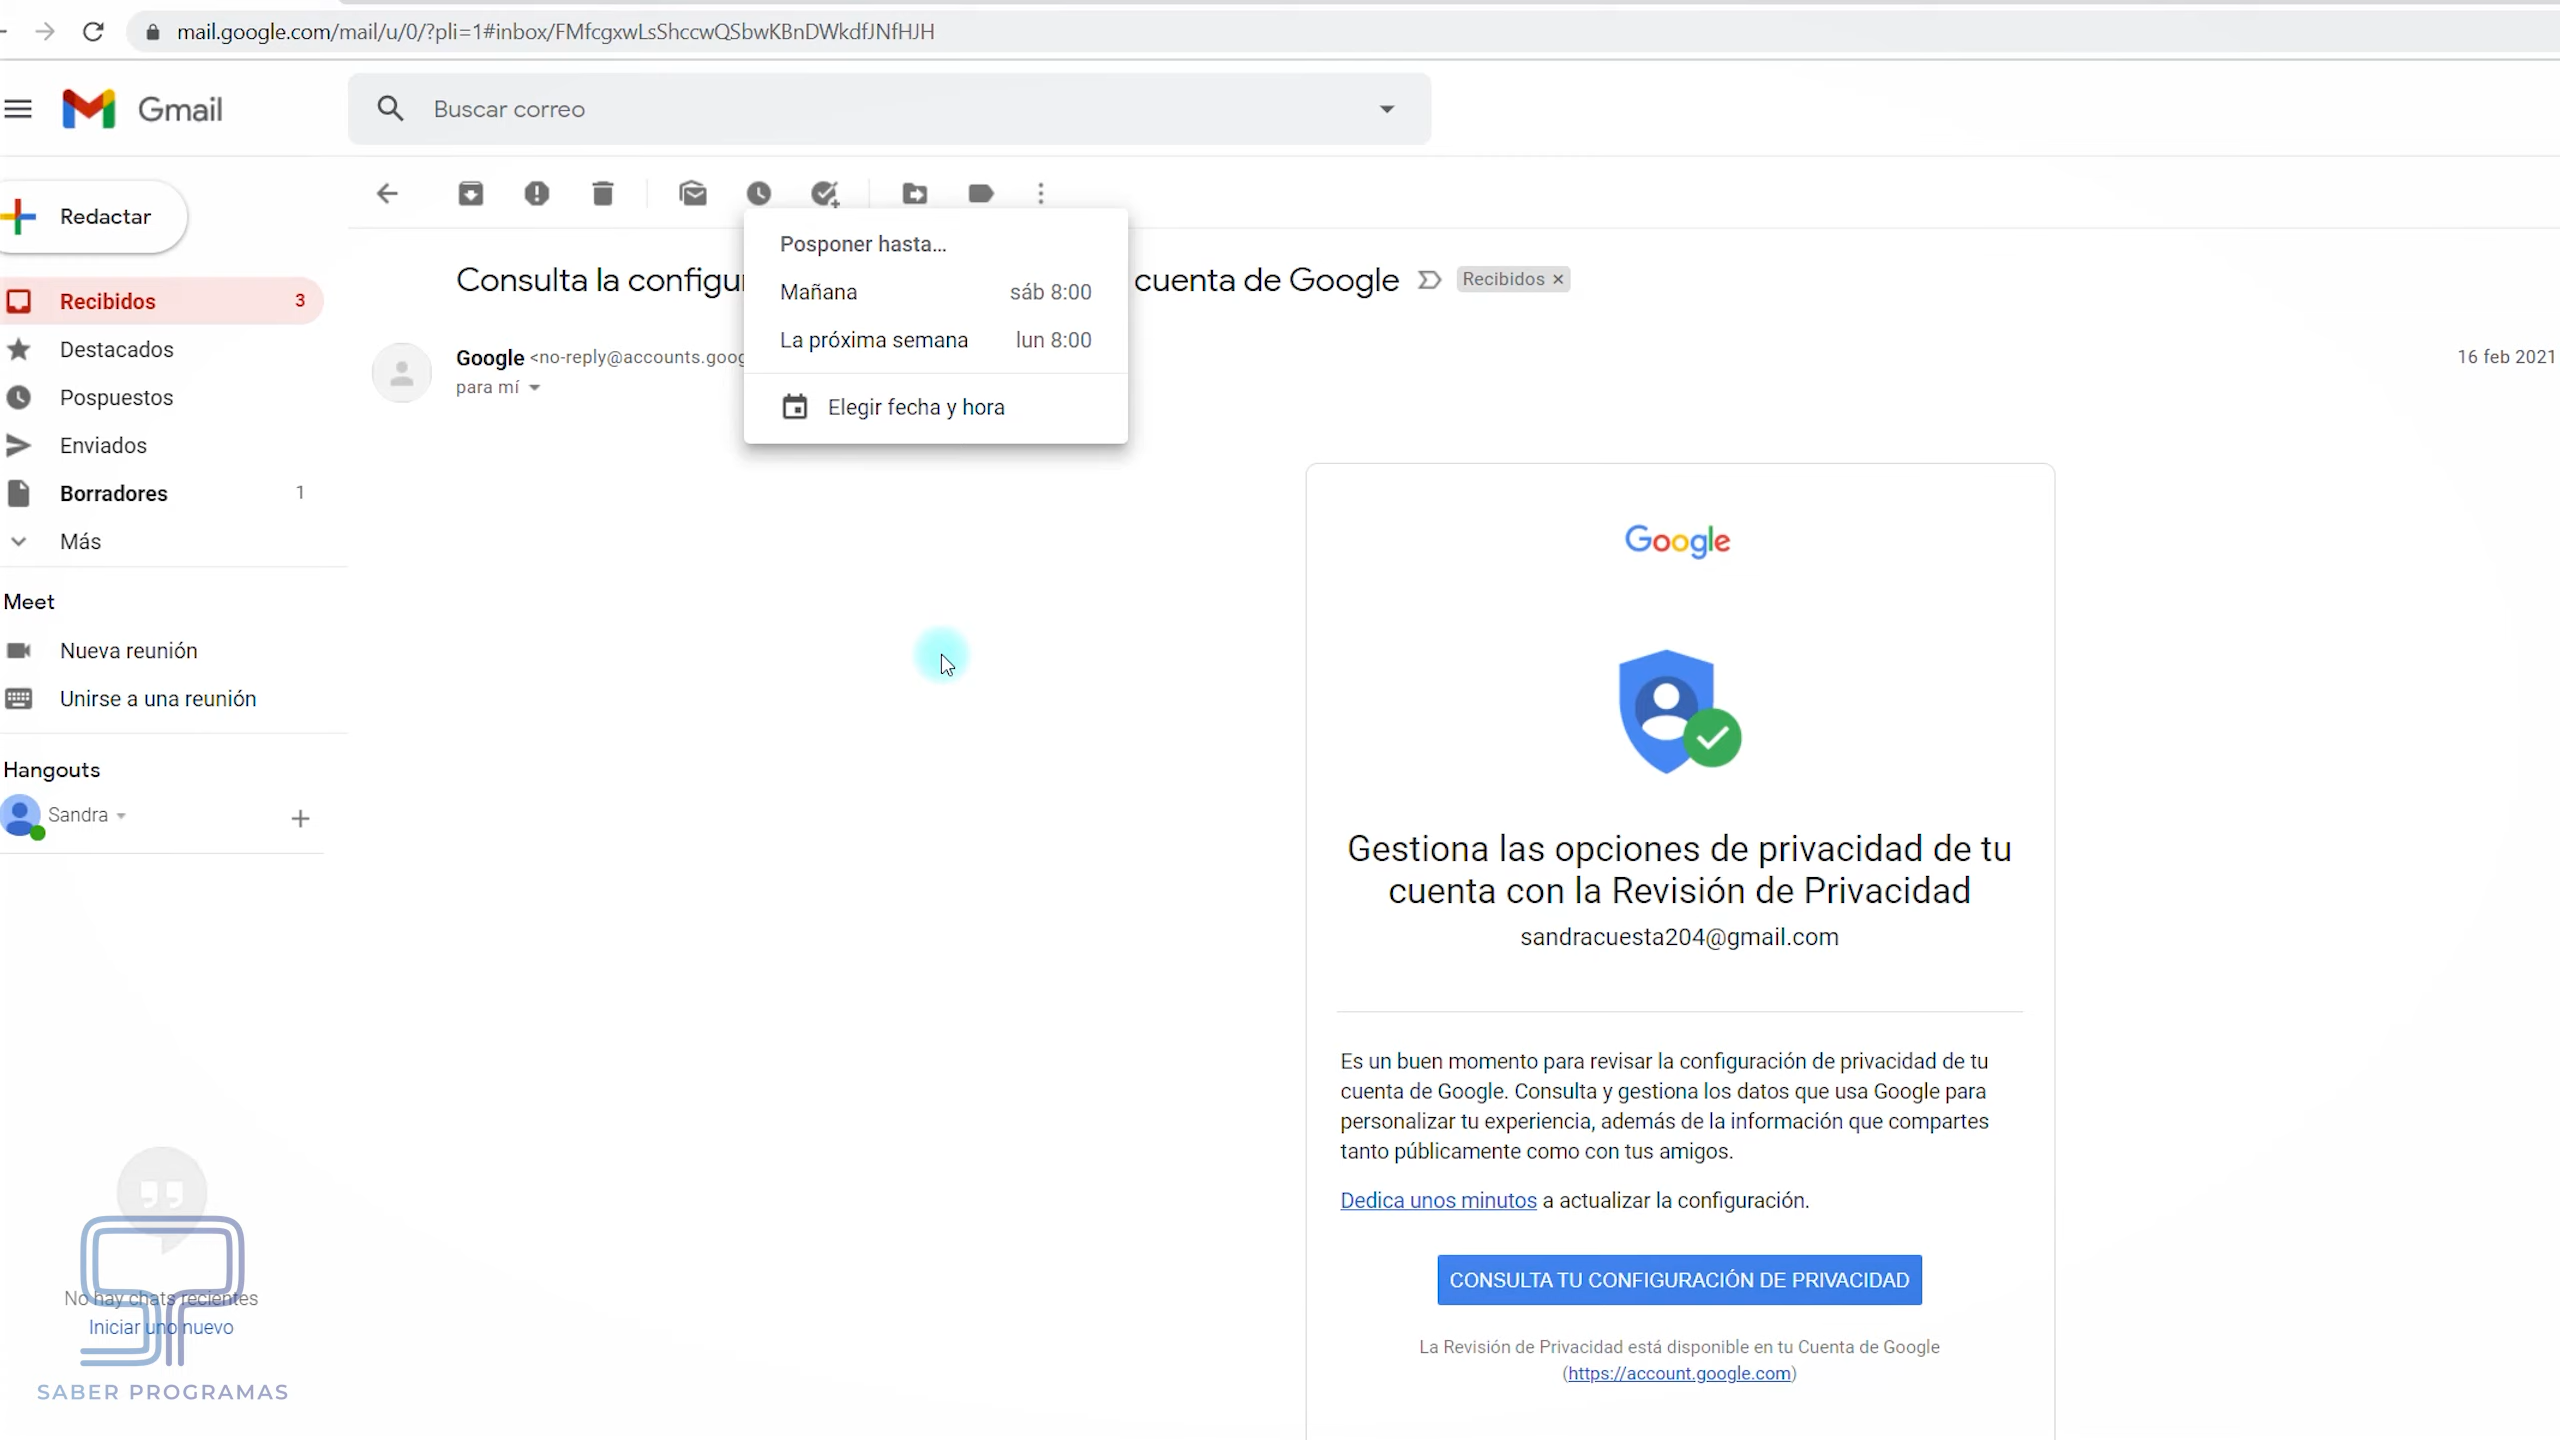 mail.google.com/mail/u/0/?pli=1#inbox/FMfcgxwLsShccwQSbwKBnDWkdfJNfHJH
Gmail
Buscar correo
Redactar
Recibidos 3
Destacados
Pospuestos
Enviados
Borradores 1
Más
Meet
Nueva reunión
Unirse a una reunión
Hangouts
Sandra
No hay chats recientes
Iniciar uno nuevo
SABER PROGRAMAS
Posponer hasta...
Mañana sáb 8:00
La próxima semana lun 8:00
Elegir fecha y hora
Consulta la configu cuenta de Google Recibidos
Google <no-reply@accounts.goog 16 feb 2021
para mí
Google
Gestiona las opciones de privacidad de tu
cuenta con la Revisión de Privacidad
sandracuesta204@gmail.com
Es un buen momento para revisar la configuración de privacidad de tu
cuenta de Google. Consulta y gestiona los datos que usa Google para
personalizar tu experiencia, además de la información que compartes
tanto públicamente como con tus amigos.
Dedica unos minutos a actualizar la configuración.
CONSULTA TU CONFIGURACIÓN DE PRIVACIDAD
La Revisión de Privacidad está disponible en tu Cuenta de Google
(https://account.google.com)